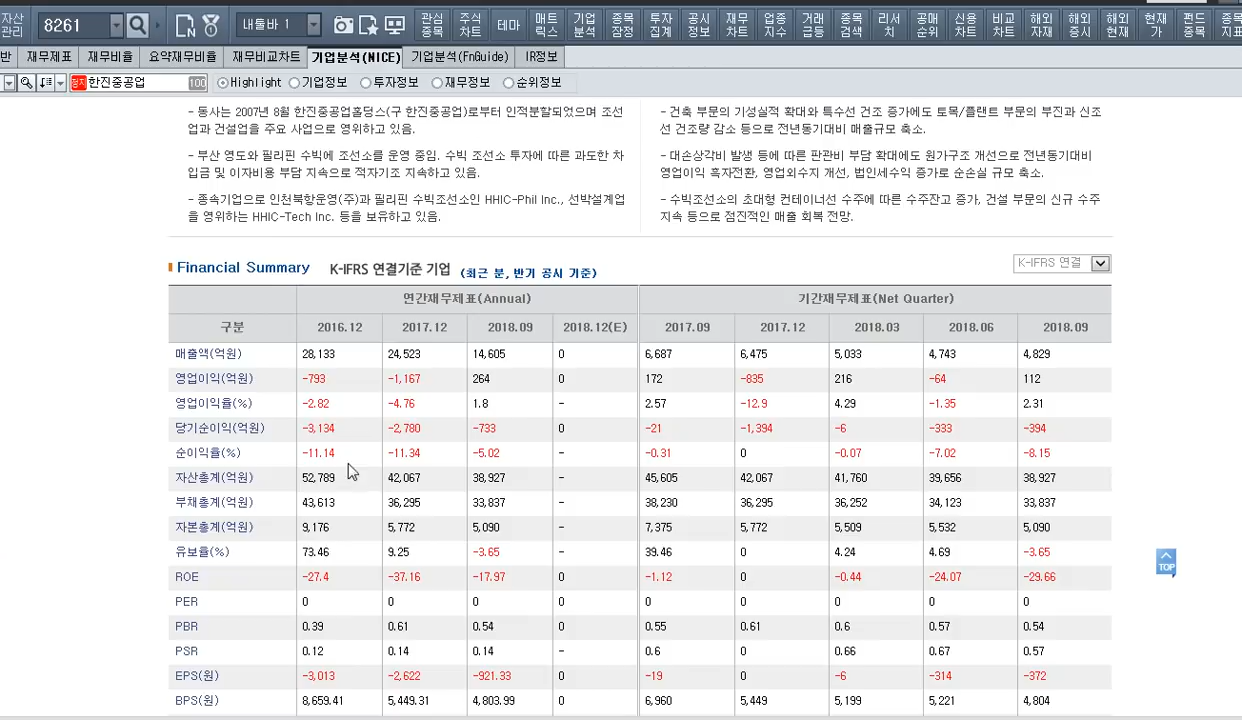 자산 관리 8261 내둘바 1 관심 종목 주식 차트 테마 매트 릭스 기업 분석 종목 잠정 투자 집계 공시 정보 재무 차트 업종 지수 거래 급등 종목 검색 리서 치 공매 순위 신용 차트 비교 차트 해외 자재 해외 증시 해외 현재 현재 가 펀드 종목 종목 지표
반 재무제표 재무비율 요약재무비율 재무비교차트 기업분석(NICE) 기업분석(FnGuide) IR정보
정지 한진중공업 100 Highlight 기업정보 투자정보 재무정보 순위정보
- 동사는 2007년 8월 한진중공업홀딩스(구 한진중공업)로부터 인적분할되었으며 조선
업과 건설업을 주요 사업으로 영위하고 있음.
- 부산 영도와 필리핀 수빅에 조선소를 운영 중임. 수빅 조선소 투자에 따른 과도한 차
입금 및 이자비용 부담 지속으로 적자기조 지속하고 있음.
- 종속기업으로 인천북항운영(주)과 필리핀 수빅조선소인 HHIC-Phil Inc., 선박설계업
을 영위하는 HHIC-Tech Inc. 등을 보유하고 있음.
- 건축 부문의 기성실적 확대와 특수선 건조 증가에도 토목/플랜트 부문의 부진과 신조
선 건조량 감소 등으로 전년동기대비 매출규모 축소.
- 대손상각비 발생 등에 따른 판관비 부담 확대에도 원가구조 개선으로 전년동기대비
영업이익 흑자전환, 영업외수지 개선, 법인세수익 증가로 순손실 규모 축소.
- 수빅조선소의 초대형 컨테이너선 수주에 따른 수주잔고 증가, 건설 부문의 신규 수주
지속 등으로 점진적인 매출 회복 전망.
Financial Summary K-IFRS 연결기준 기업 (최근 분,반기 공시 기준) K-IFRS 연결
연간재무제표(Annual) 기간재무제표(Net Quarter)
구분 2016.12 2017.12 2018.09 2018.12(E) 2017.09 2017.12 2018.03 2018.06 2018.09
매출액(억원) 28,133 24,523 14,605 0 6,687 6,475 5,033 4,743 4,829
영업이익(억원) -793 -1,167 264 0 172 -835 216 -64 112
영업이익율(%) -2.82 -4.76 1.8 - 2.57 -12.9 4.29 -1.35 2.31
당기순이익(억원) -3,134 -2,780 -733 0 -21 -1,394 -6 -333 -394
순이익율(%) -11.14 -11.34 -5.02 - -0.31 0 -0.07 -7.02 -8.15
자산총계(억원) 52,789 42,067 38,927 - 45,605 42,067 41,760 39,656 38,927
부채총계(억원) 43,613 36,295 33,837 - 38,230 36,295 36,252 34,123 33,837
자본총계(억원) 9,176 5,772 5,090 - 7,375 5,772 5,509 5,532 5,090
유보율(%) 73.46 9.25 -3.65 - 39.46 0 4.24 4.69 -3.65
ROE -27.4 -37.16 -17.97 0 -1.12 0 -0.44 -24.07 -29.66
PER 0 0 0 0 0 0 0 0 0
PBR 0.39 0.61 0.54 0 0.55 0.61 0.6 0.57 0.54
PSR 0.12 0.14 0.14 - 0.6 0 0.66 0.67 0.57
EPS(원) -3,013 -2,622 -921.33 0 -19 0 -6 -314 -372
BPS(원) 8,659.41 5,449.31 4,803.99 0 6,960 5,449 5,199 5,221 4,804
TOP